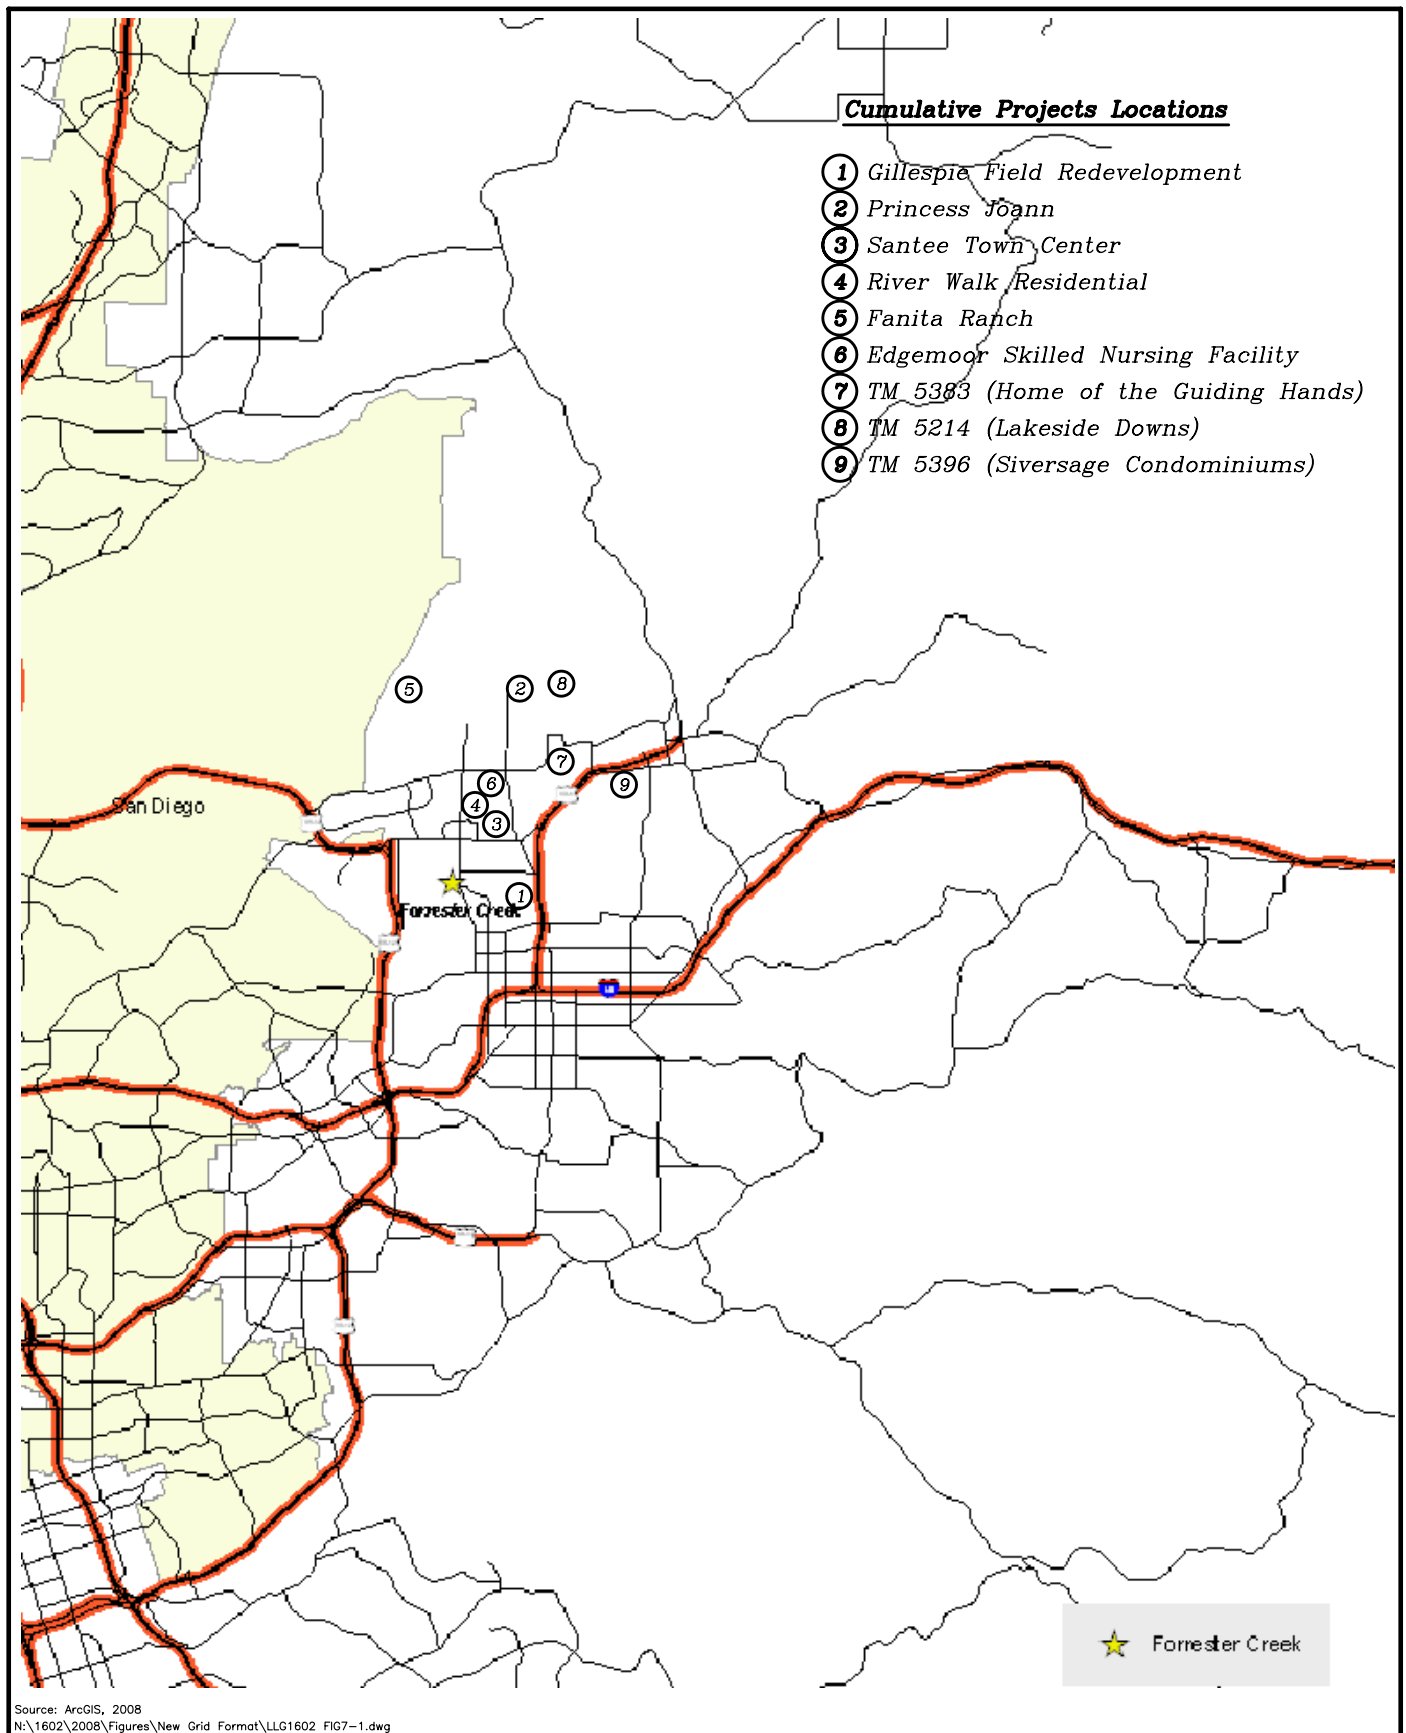 Cumulative Projects Locations
1 Gillespie Field Redevelopment
2 Princess Joann
3 Santee Town Center
4 River Walk Residential
5 Fanita Ranch
6 Edgemoor Skilled Nursing Facility
7 TM 5383 (Home of the Guiding Hands)
8 TM 5214 (Lakeside Downs)
9 TM 5396 (Siversage Condominiums)
5
2
8
7
6
9
San Diego
4
3
1
Forrester Creek
Forrester Creek
Source: ArcGIS, 2008
N:\1602\2008\Figures\New Grid Format\LLG1602 FIG7-1.dwg